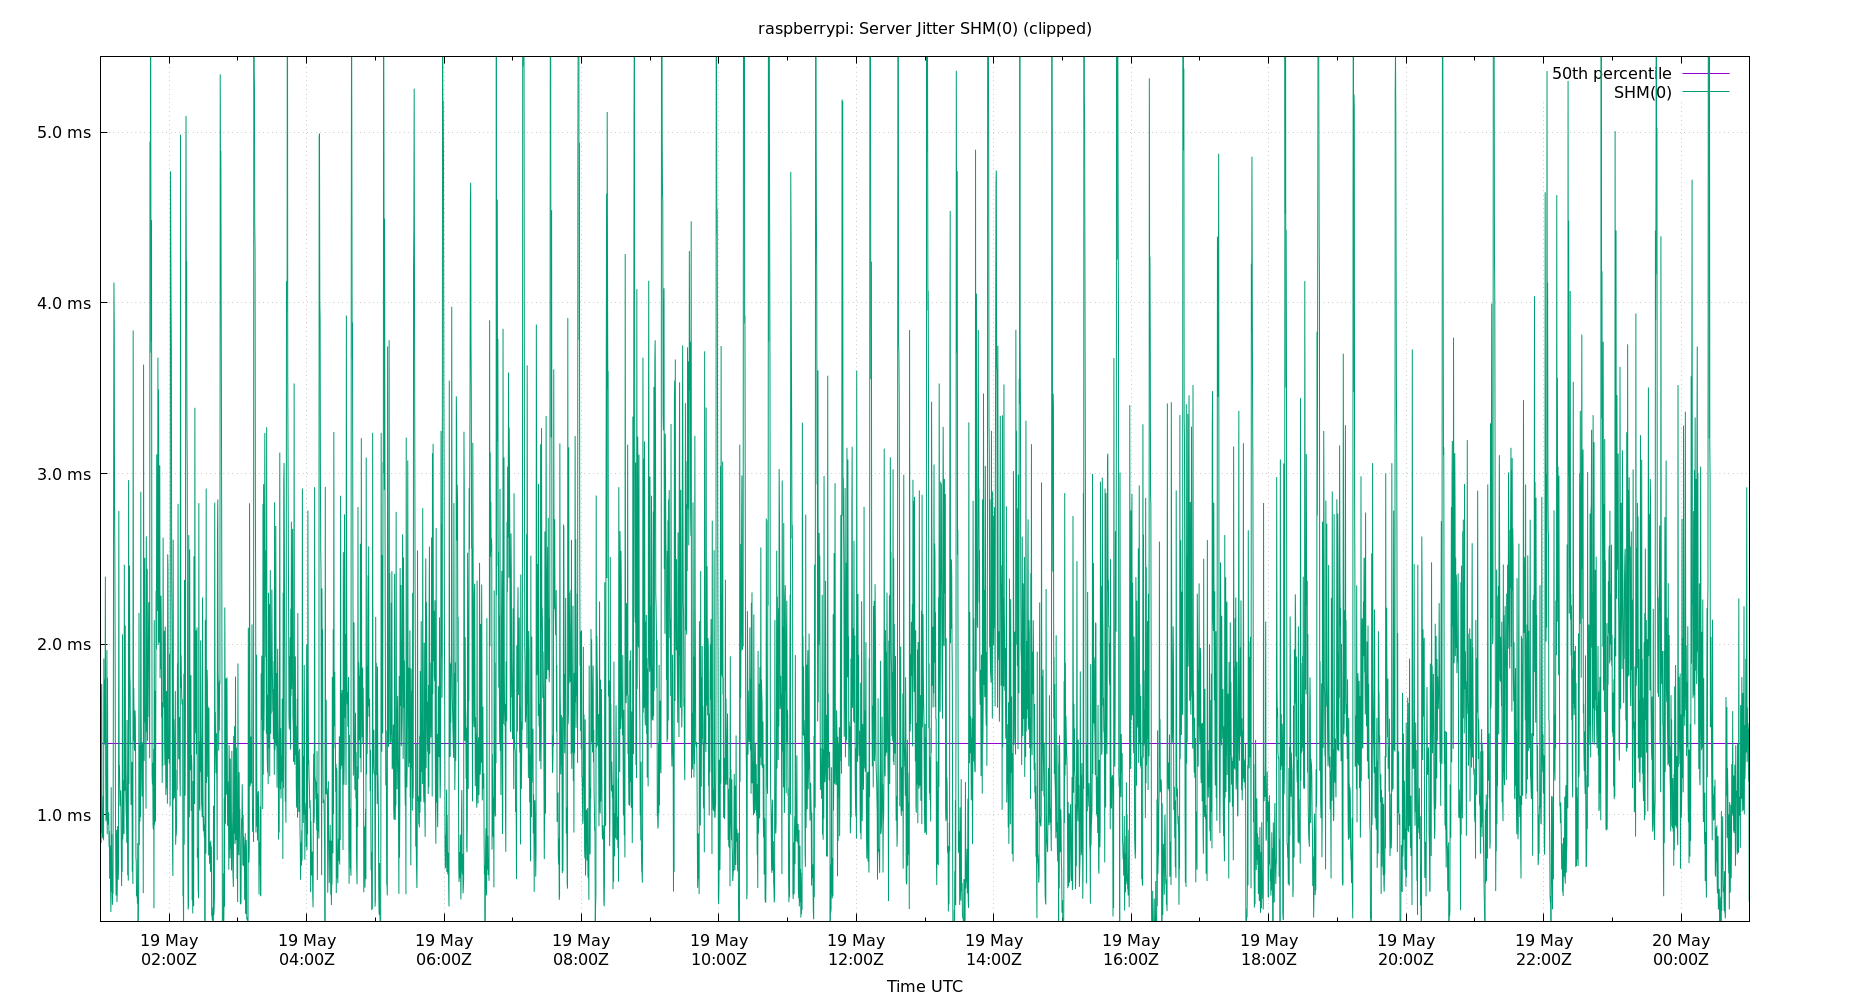 raspberrypi: Server Jitter SHM(0) (clipped)
50th percentile
SHM(0)
5.0 ms
4.0 ms
3.0 ms
2.0 ms
1.0 ms
19 May 19 May 19 May 19 May 19 May 19 May 19 May 19 May 19 May 19 May 19 May 20 May
02:00Z 04:00Z 06:00Z 08:00Z 10:00Z 12:00Z 14:00Z 16:00Z 18:00Z 20:00Z 22:00Z 00:00Z
Time UTC